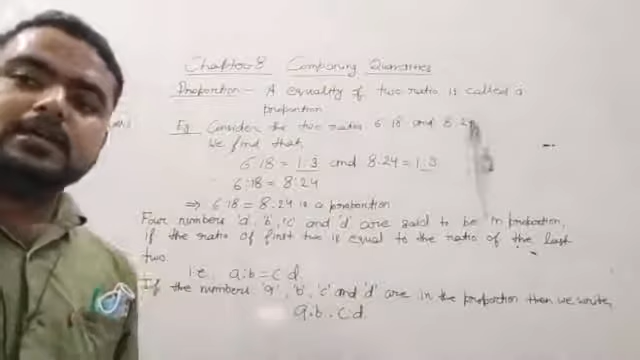 Chapter 8 Comparing Quantities
Proportion - A equality of two ratio is called a
proportion
Eg Consider the two ratios 6:18 and 8:24
We find that
6:18 = 1:3 and 8:24 = 1:3
6:18 = 8:24
⇒ 6:18 = 8:24 is a proportion
Four numbers 'a', 'b', 'c' and 'd' are said to be in proportion,
if the ratio of first two is equal to the ratio of the last
two.
i.e. a:b = c:d.
If the numbers 'a', 'b', 'c' and 'd' are in the proportion then we write
a:b : c:d